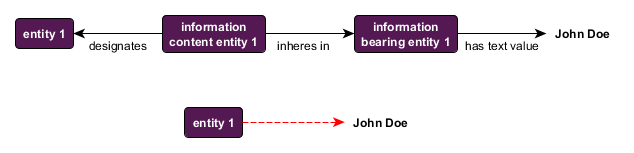 entity 1
designates
information
content entity 1
inheres in
information
bearing entity 1
has text value
John Doe
entity 1
John Doe